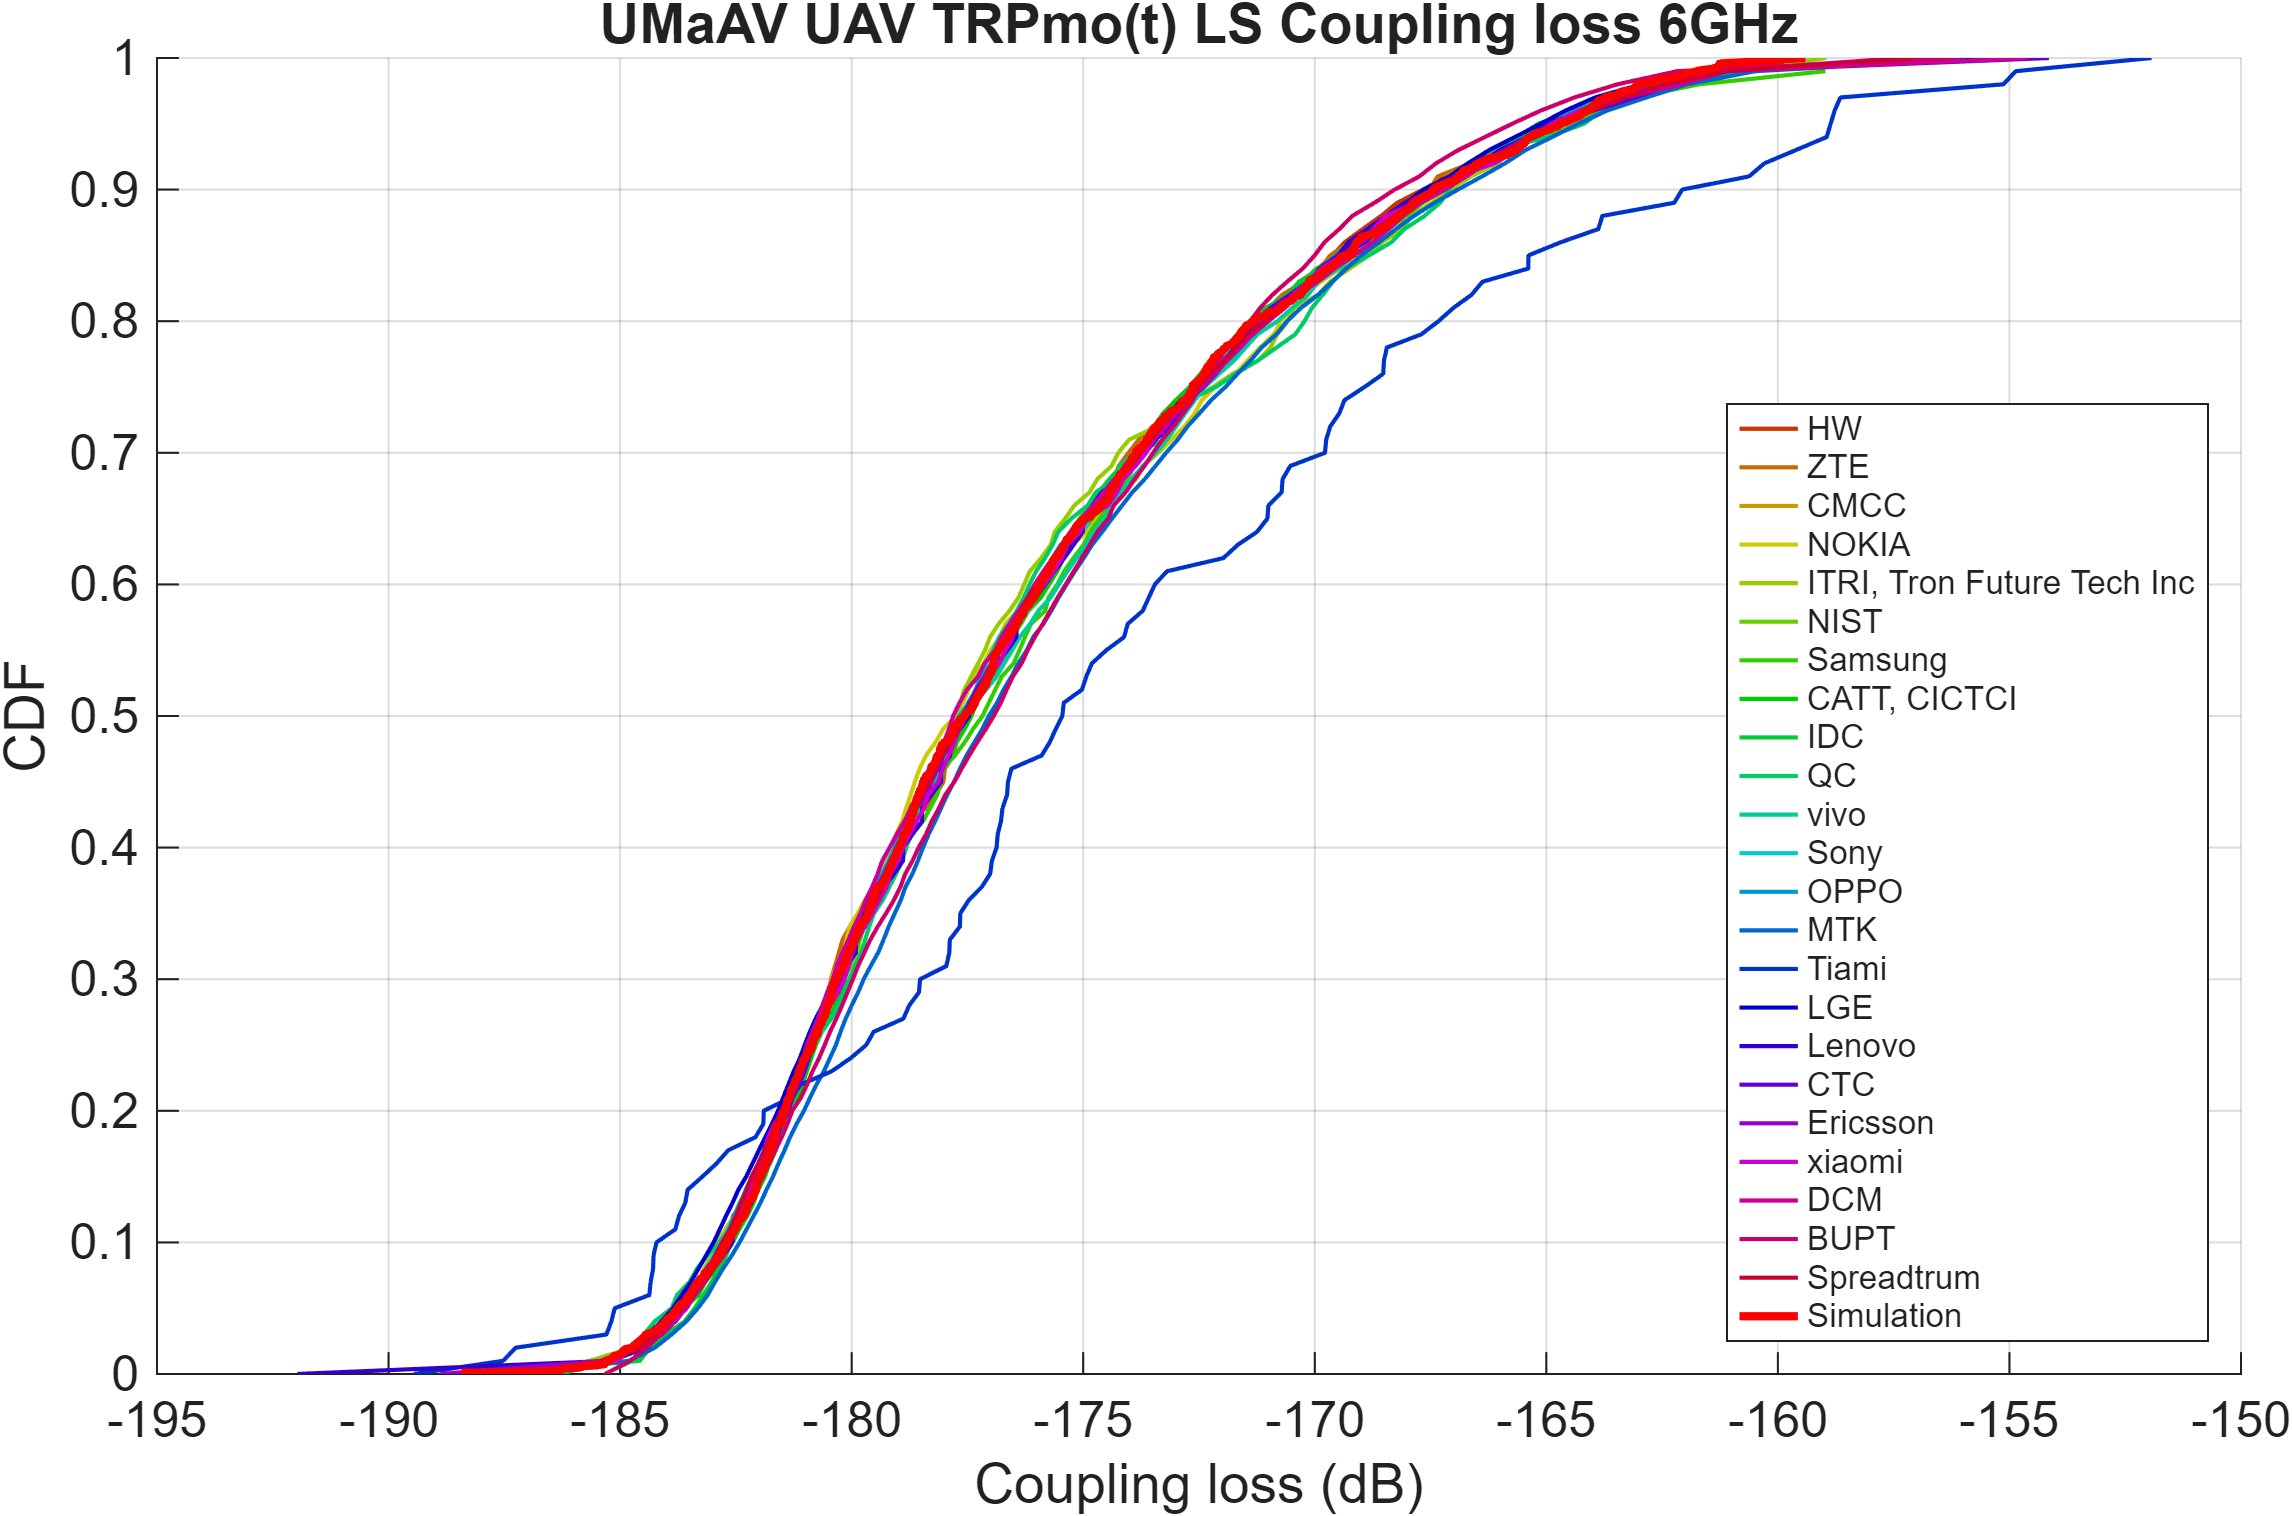 UMaAV UAV TRPmo(t) LS Coupling loss 6GHz
1
0.9
0.8
0.7
0.6
0.5
0.4
0.3
0.2
0.1
0
CDF
HW
ZTE
CMCC
NOKIA
ITRI, Tron Future Tech Inc
NIST
Samsung
CATT, CICTCI
IDC
QC
vivo
Sony
OPPO
MTK
Tiami
LGE
Lenovo
CTC
Ericsson
xiaomi
DCM
BUPT
Spreadtrum
Simulation
-195 -190 -185 -180 -175 -170 -165 -160 -155 -150
Coupling loss (dB)